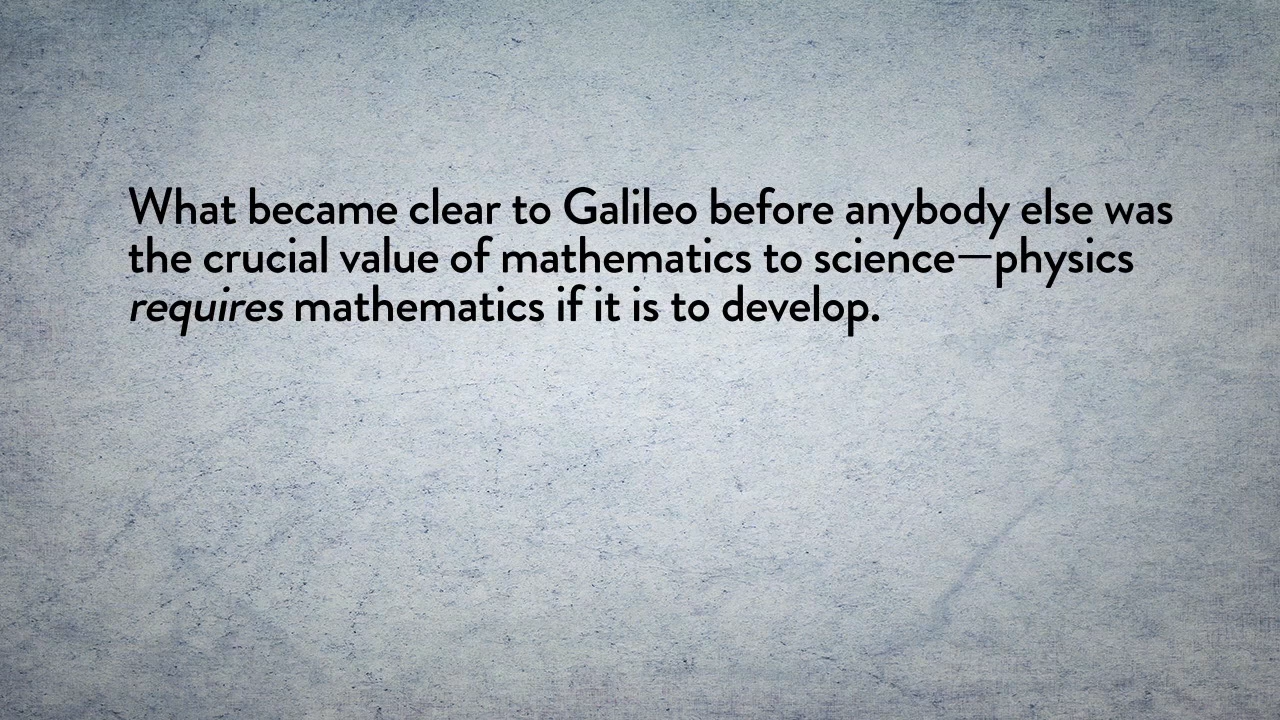 What became clear to Galileo before anybody else was
the crucial value of mathematics to science—physics
requires mathematics if it is to develop.